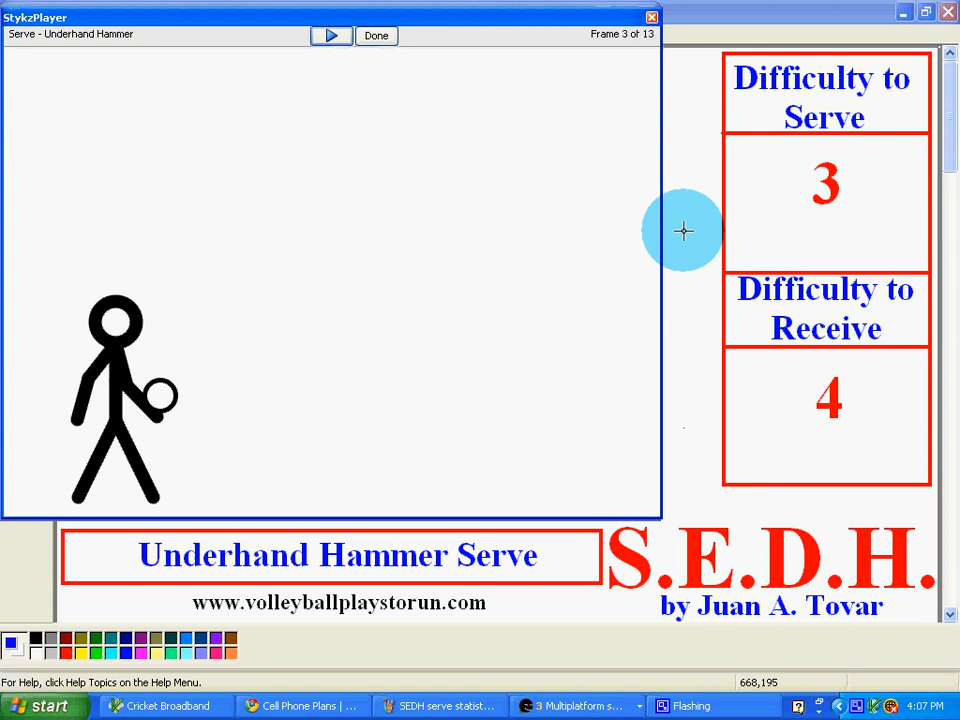 StykzPlayer
Serve - Underhand Hammer
Done
Frame 3 of 13
Difficulty to
Serve
3
Difficulty to
Receive
4
Underhand Hammer Serve
S.E.D.H.
www.volleyballplaystorun.com
by Juan A. Tovar
For Help, click Help Topics on the Help Menu.
668,195
start
Cricket Broadband
Cell Phone Plans | ...
SEDH serve statist...
3 Multiplatform s...
Flashing
4:07 PM